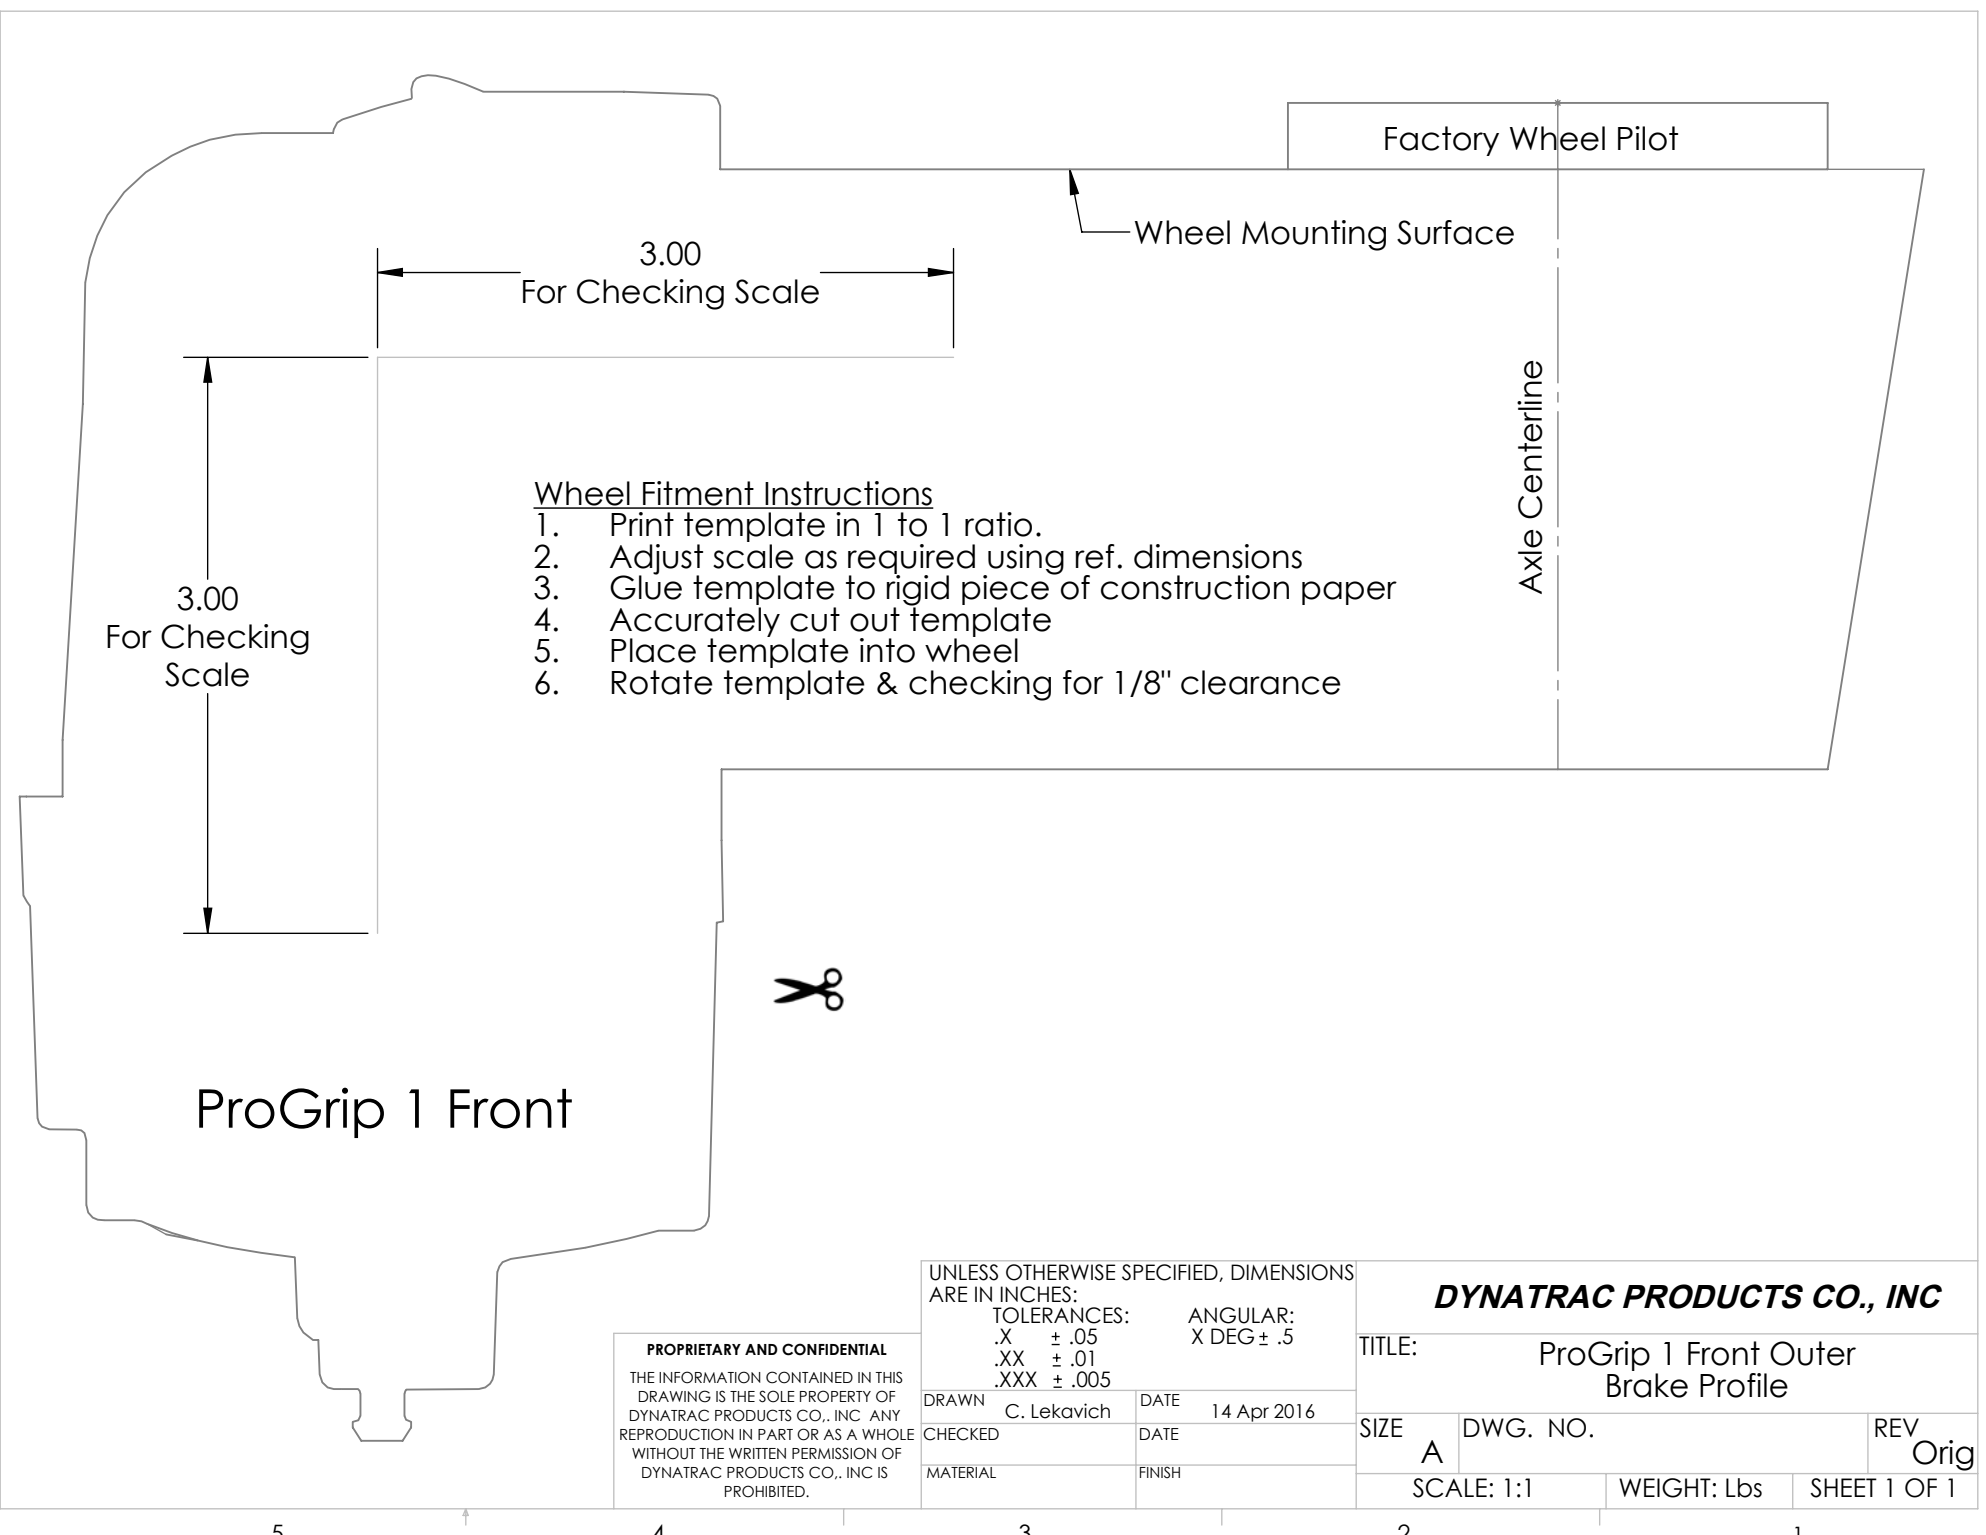 Factory Wheel Pilot
Wheel Mounting Surface
3.00
For Checking Scale
Axle Centerline
Wheel Fitment Instructions
1. Print template in 1 to 1 ratio.
2. Adjust scale as required using ref. dimensions
3. Glue template to rigid piece of construction paper
4. Accurately cut out template
5. Place template into wheel
6. Rotate template & checking for 1/8" clearance
3.00
For Checking
Scale
ProGrip 1 Front
PROPRIETARY AND CONFIDENTIAL
THE INFORMATION CONTAINED IN THIS
DRAWING IS THE SOLE PROPERTY OF
DYNATRAC PRODUCTS CO,. INC ANY
REPRODUCTION IN PART OR AS A WHOLE
WITHOUT THE WRITTEN PERMISSION OF
DYNATRAC PRODUCTS CO,. INC IS
PROHIBITED.
UNLESS OTHERWISE SPECIFIED, DIMENSIONS
ARE IN INCHES:
TOLERANCES: ANGULAR:
.X ± .05 X DEG ± .5
.XX ± .01
.XXX ± .005
DRAWN C. Lekavich DATE 14 Apr 2016
CHECKED DATE
MATERIAL FINISH
DYNATRAC PRODUCTS CO., INC
TITLE: ProGrip 1 Front Outer
Brake Profile
SIZE A DWG. NO. REV Orig
SCALE: 1:1 WEIGHT: Lbs SHEET 1 OF 1
5 4 3 2 1